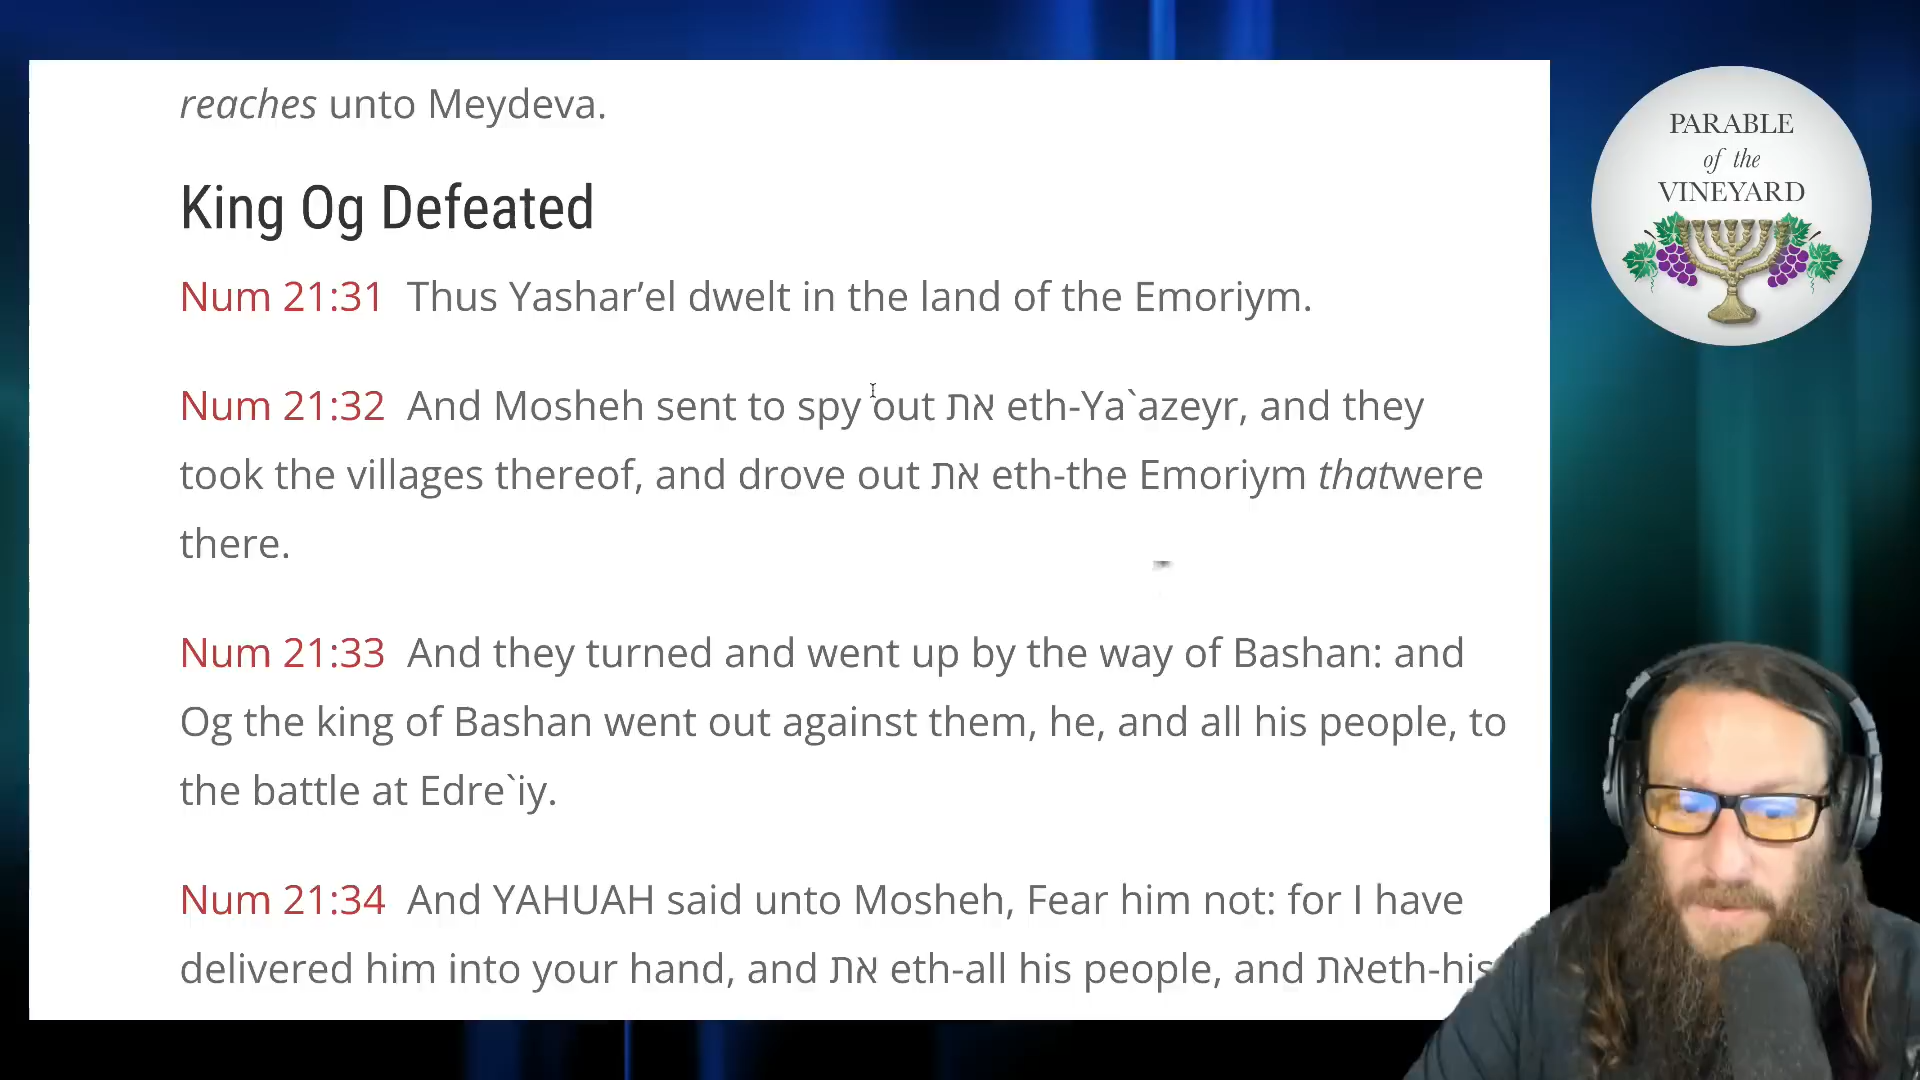 reaches unto Meydeva.
King Og Defeated
Num 21:31 Thus Yashar’el dwelt in the land of the Emoriym.
Num 21:32 And Mosheh sent to spy out את eth-Ya`azeyr, and they
took the villages thereof, and drove out את eth-the Emoriym thatwere
there.
Num 21:33 And they turned and went up by the way of Bashan: and
Og the king of Bashan went out against them, he, and all his people, to
the battle at Edre`iy.
Num 21:34 And YAHUAH said unto Mosheh, Fear him not: for I have
delivered him into your hand, and את eth-all his people, and אתeth-his
PARABLE
of the
VINEYARD